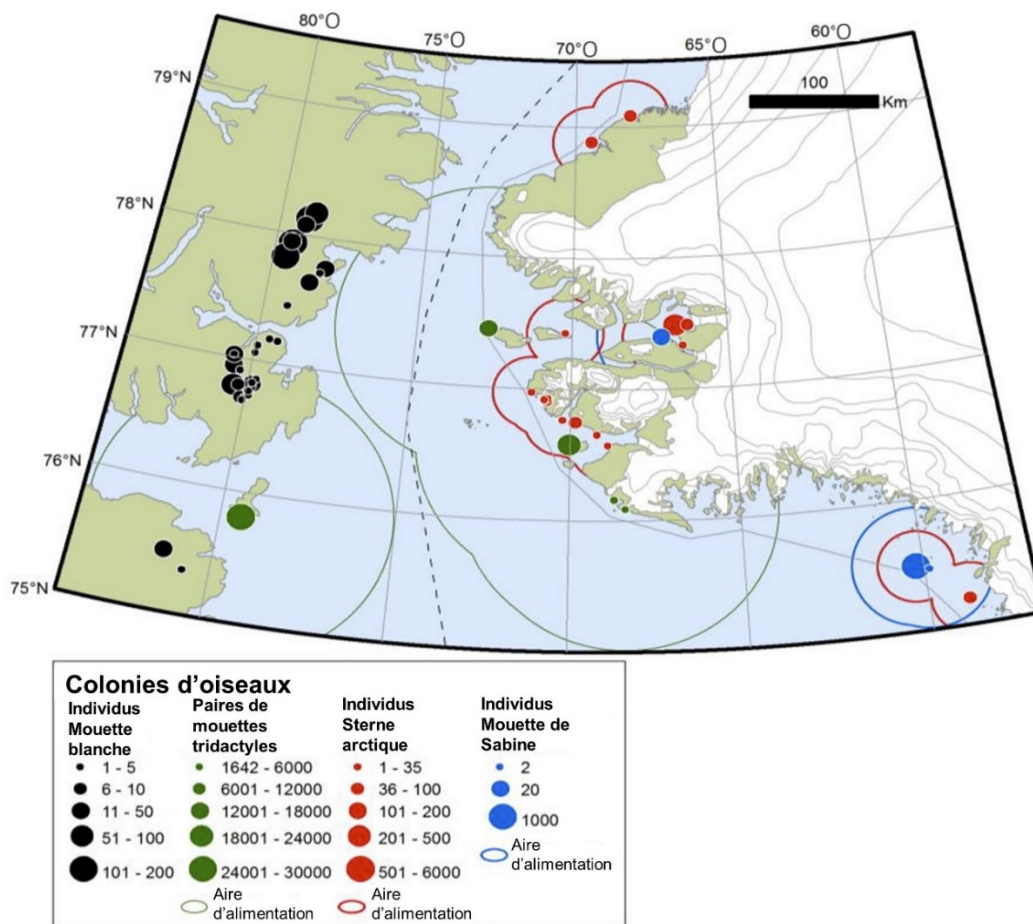 80°O
75°O
70°O
65°O
60°O
79°N
78°N
77°N
76°N
75°N
100
Km
Colonies d’oiseaux
Individus
Mouette
blanche
1 - 5
6 - 10
11 - 50
51 - 100
101 - 200
Paires de
mouettes
tridactyles
1642 - 6000
6001 - 12000
12001 - 18000
18001 - 24000
24001 - 30000
Aire
d’alimentation
Individus
Sterne
arctique
1 - 35
36 - 100
101 - 200
201 - 500
501 - 6000
Aire
d’alimentation
Individus
Mouette de
Sabine
2
20
1000
Aire
d’alimentation